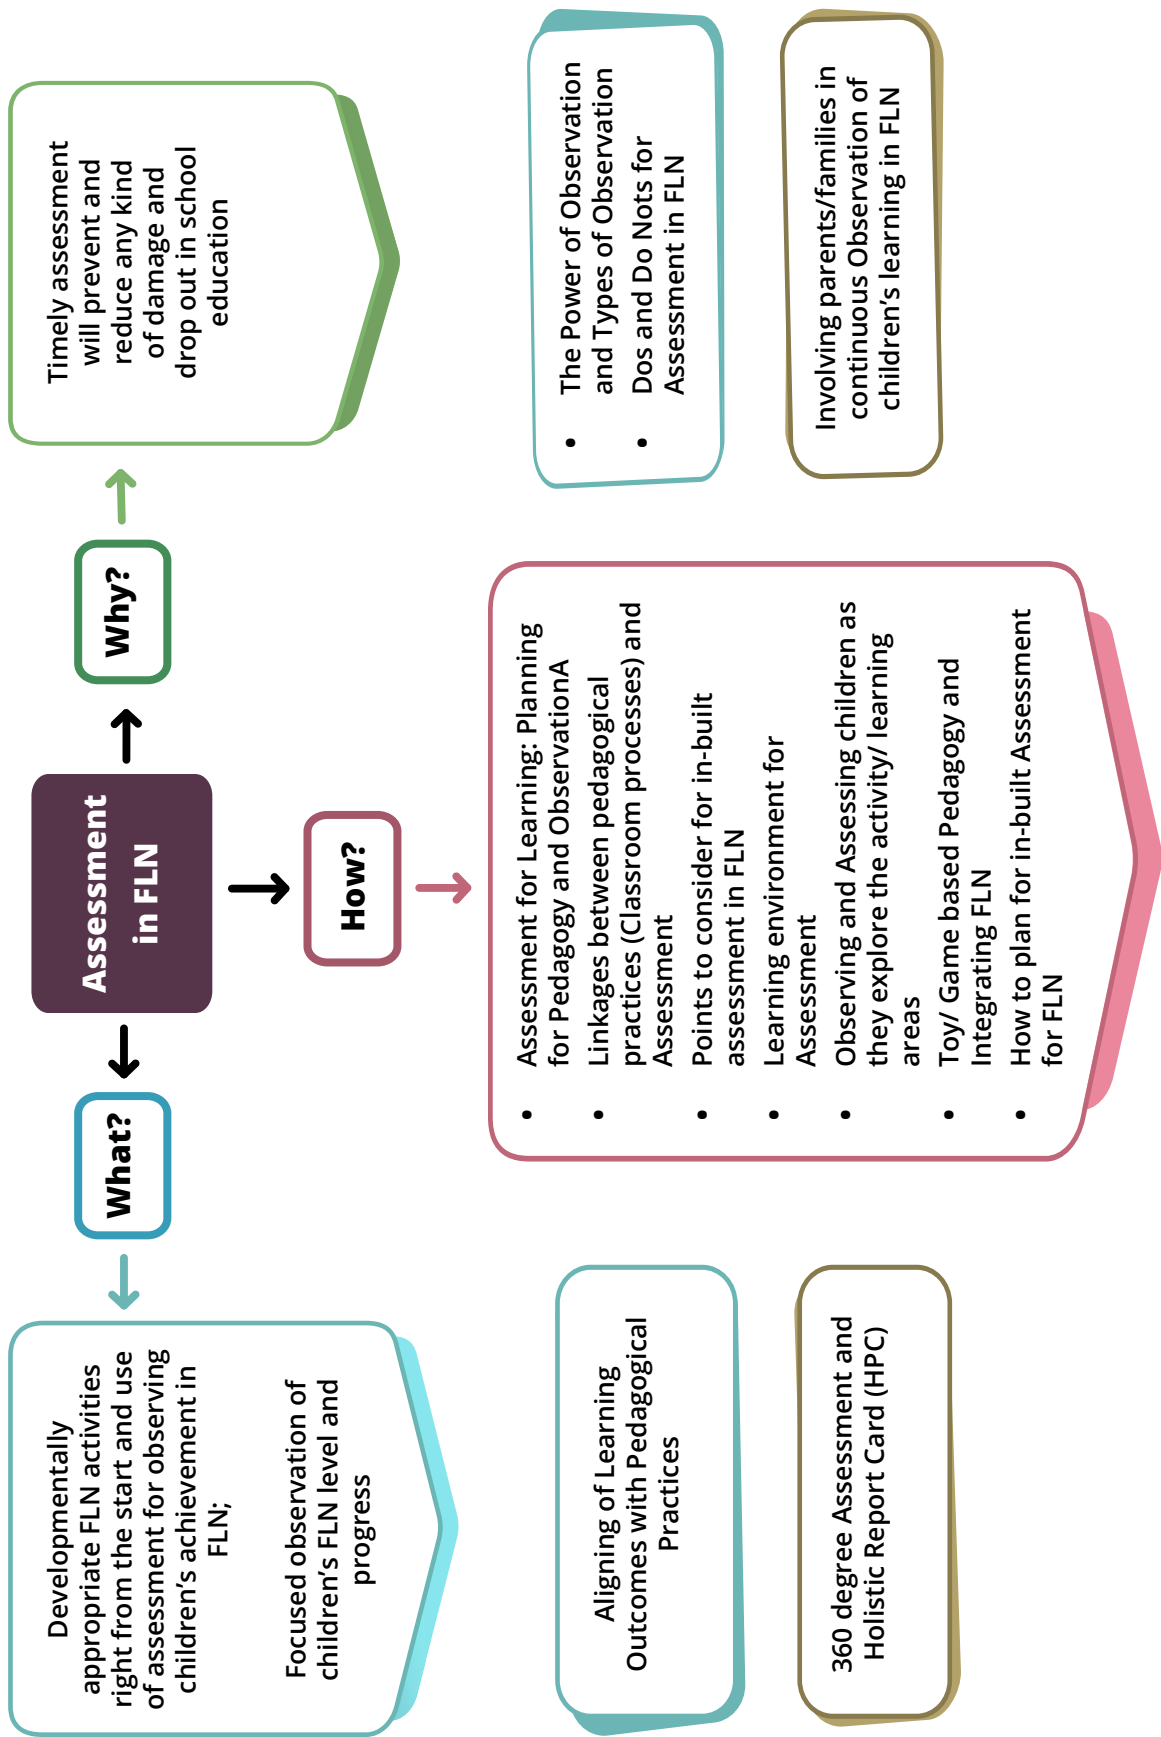 Assessment
in FLN
What?
Developmentally
appropriate FLN activities
right from the start and use
of assessment for observing
children's achievement in
FLN;
Focused observation of
children's FLN level and
progress
Why?
Timely assessment
will prevent and
reduce any kind
of damage and
drop out in school
education
How?
• Assessment for Learning: Planning
for Pedagogy and ObservationA
• Linkages between pedagogical
practices (Classroom processes) and
Assessment
• Points to consider for in-built
assessment in FLN
• Learning environment for
Assessment
• Observing and Assessing children as
they explore the activity/ learning
areas
• Toy/ Game based Pedagogy and
Integrating FLN
• How to plan for in-built Assessment
for FLN
Aligning of Learning
Outcomes with Pedagogical
Practices
360 degree Assessment and
Holistic Report Card (HPC)
• The Power of Observation
and Types of Observation
• Dos and Do Nots for
Assessment in FLN
Involving parents/families in
continuous Observation of
children's learning in FLN